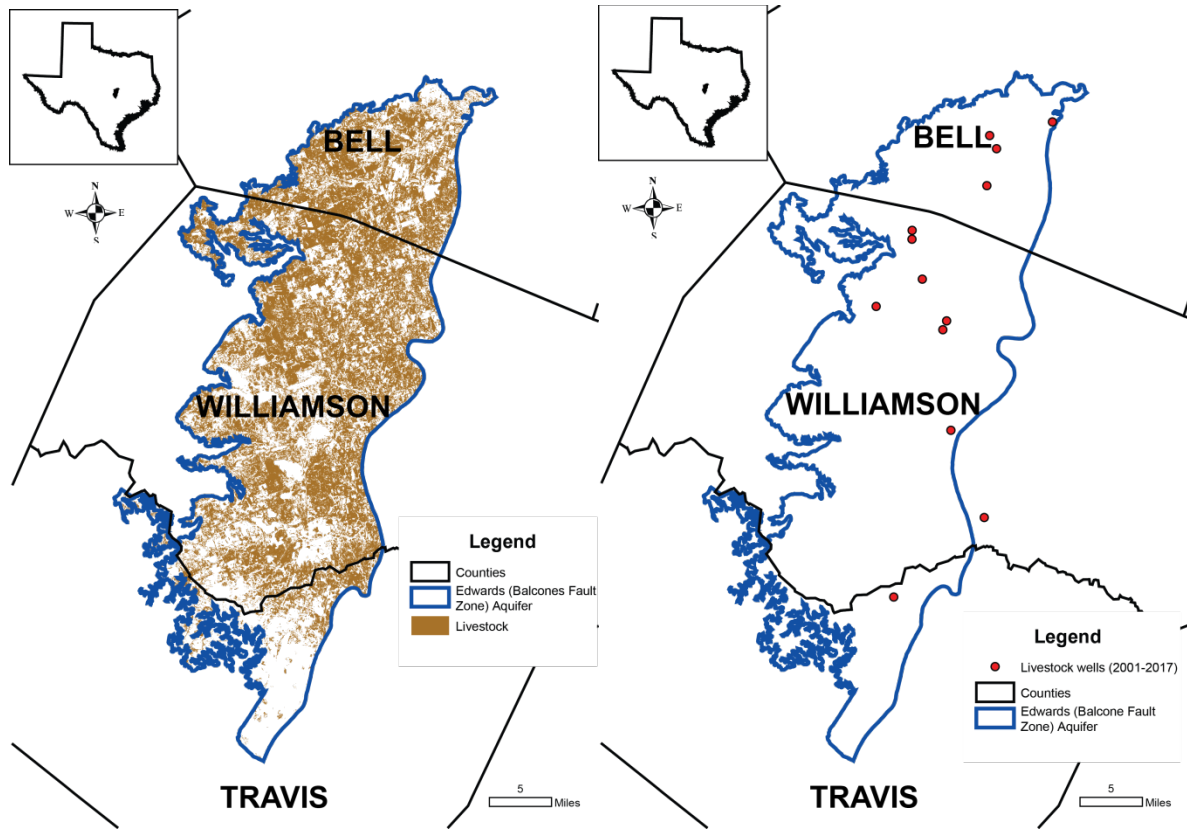 BELL
N
W E
S
WILLIAMSON
Legend
Counties
Edwards (Balcones Fault
Zone) Aquifer
Livestock
TRAVIS
5
Miles
BELL
N
W E
S
WILLIAMSON
Legend
Livestock wells (2001-2017)
Counties
Edwards (Balcone Fault
Zone) Aquifer
TRAVIS
5
Miles